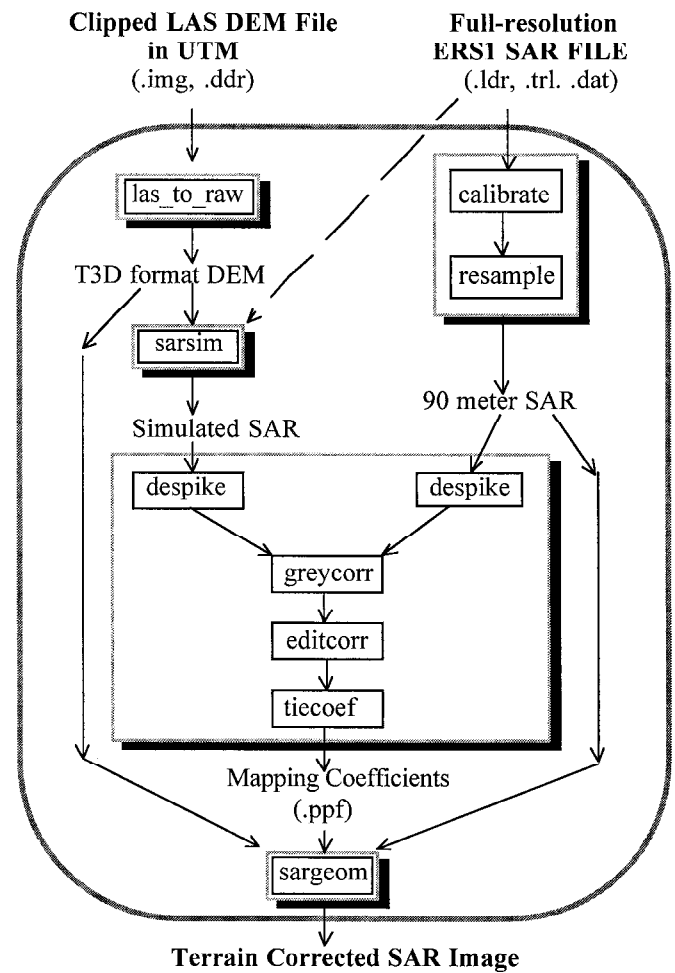 Clipped LAS DEM File
in UTM
(.img, .ddr)
Full-resolution
ERS1 SAR FILE
(.ldr, .trl. .dat)
las_to_raw
calibrate
resample
T3D format DEM
sarsim
90 meter SAR
Simulated SAR
despike
despike
greycorr
editcorr
tiecoef
Mapping Coefficients
(.ppf)
sargeom
Terrain Corrected SAR Image